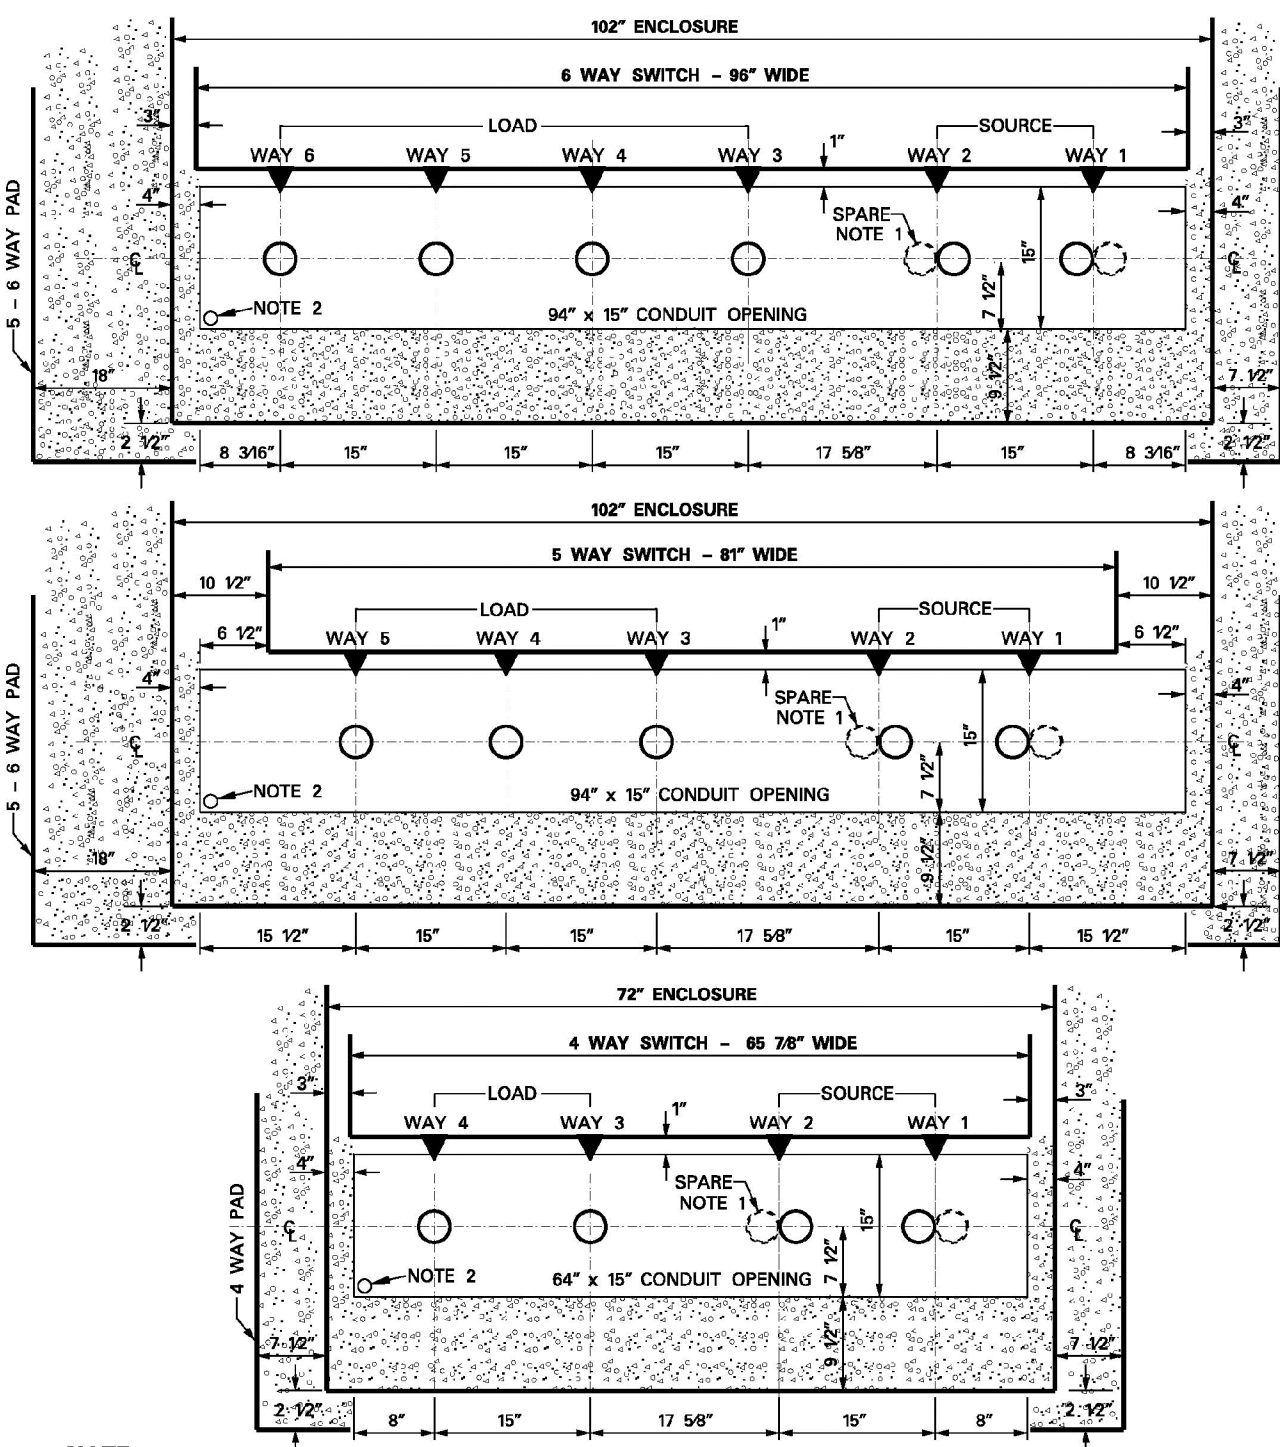 102" ENCLOSURE
6 WAY SWITCH - 96" WIDE
3"
LOAD
SOURCE
3"
WAY 6
WAY 5
WAY 4
WAY 3
1"
WAY 2
WAY 1
4"
SPARE
NOTE 1
4"
5 - 6 WAY PAD
℄
15"
℄
7 1/2"
NOTE 2
94" x 15" CONDUIT OPENING
18"
9 1/2"
7 1/2"
2 1/2"
2 1/2"
8 3/16"
15"
15"
15"
17 5/8"
15"
8 3/16"
102" ENCLOSURE
5 WAY SWITCH - 81" WIDE
10 1/2"
10 1/2"
LOAD
SOURCE
6 1/2"
WAY 5
WAY 4
WAY 3
1"
WAY 2
WAY 1
6 1/2"
4"
SPARE
NOTE 1
4"
5 - 6 WAY PAD
℄
15"
℄
7 1/2"
NOTE 2
94" x 15" CONDUIT OPENING
18"
9 1/2"
7 1/2"
2 1/2"
2 1/2"
15 1/2"
15"
15"
17 5/8"
15"
15 1/2"
72" ENCLOSURE
4 WAY SWITCH - 65 7/8" WIDE
3"
LOAD
SOURCE
3"
WAY 4
WAY 3
1"
WAY 2
WAY 1
4"
SPARE
NOTE 1
4"
4 WAY PAD
℄
15"
℄
7 1/2"
NOTE 2
64" x 15" CONDUIT OPENING
7 1/2"
9 1/2"
7 1/2"
2 1/2"
2 1/2"
8"
15"
17 5/8"
15"
8"